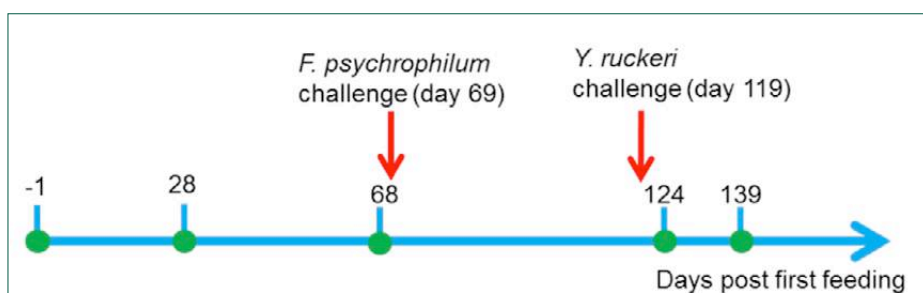 F. psychrophilum
challenge (day 69)
Y. ruckeri
challenge (day 119)
-1
28
68
124
139
Days post first feeding